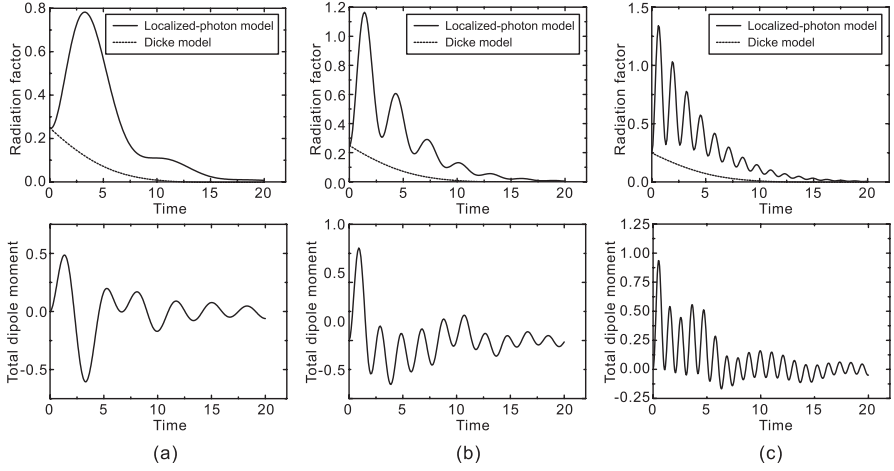 0.8
0.6
0.4
0.2
0.0
Radiation factor
Localized-photon model
Dicke model
0 5 10 15 20
Time
1.2
1.0
0.8
0.6
0.4
0.2
0.0
Radiation factor
Localized-photon model
Dicke model
0 5 10 15 20
Time
1.5
1.0
0.5
0.0
Radiation factor
Localized-photon model
Dicke model
0 5 10 15 20
Time
0.5
0.0
-0.5
Total dipole moment
0 5 10 15 20
Time
(a)
1.0
0.5
0.0
-0.5
Total dipole moment
0 5 10 15 20
Time
(b)
1.25
1.00
0.75
0.50
0.25
0.00
-0.25
Total dipole moment
0 5 10 15 20
Time
(c)